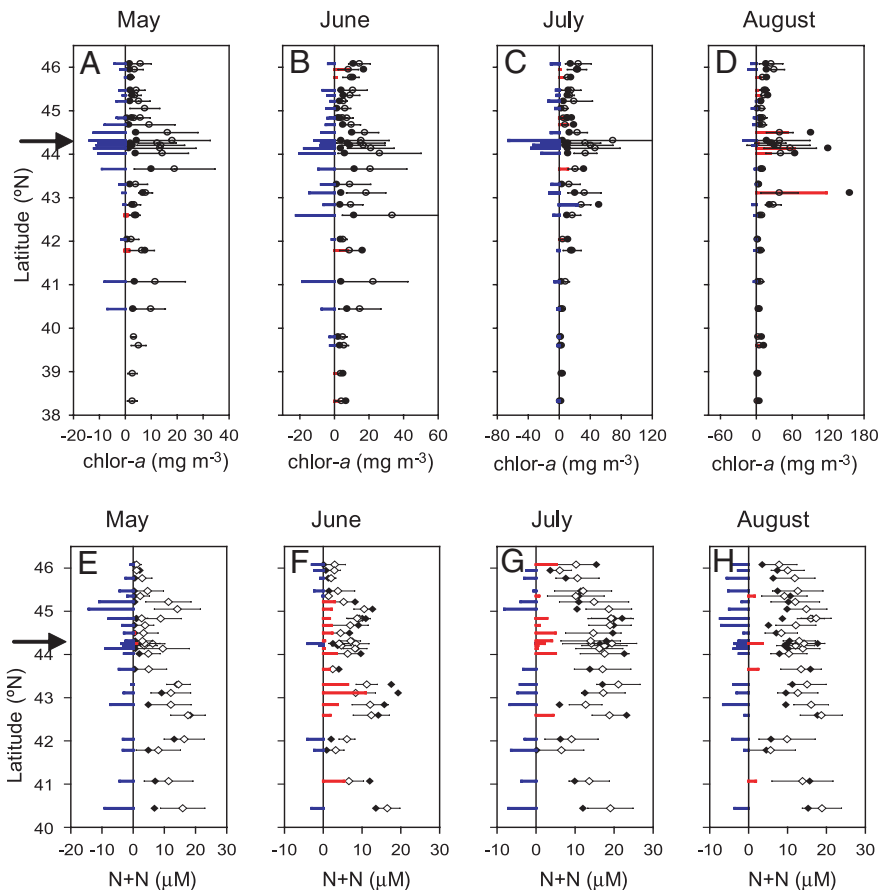 May June July August
A B C D
46
45
44
43
42
41
40
39
38
Latitude (ºN)
-20 -10 0 10 20 30 40 -20 0 20 40 60 -80 -40 0 40 80 120 -60 0 60 120 180
chlor-a (mg m-3) chlor-a (mg m-3) chlor-a (mg m-3) chlor-a (mg m-3)
May June July August
E F G H
46
45
44
43
42
41
40
Latitude (ºN)
-20 -10 0 10 20 30 -10 0 10 20 30 -10 0 10 20 30 -10 0 10 20 30
N+N (μM) N+N (μM) N+N (μM) N+N (μM)